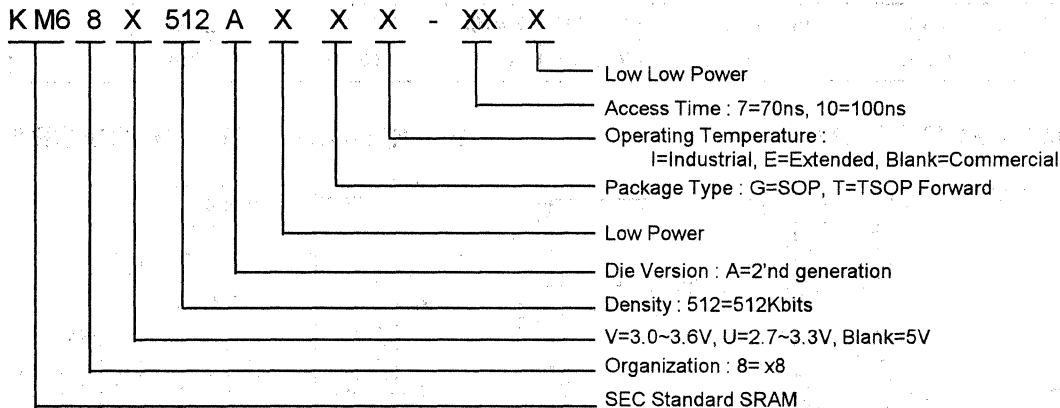 KM6 8 X 512 A X X X - XX X
Low Low Power
Access Time : 7=70ns, 10=100ns
Operating Temperature :
I=Industrial, E=Extended, Blank=Commercial
Package Type : G=SOP, T=TSOP Forward
Low Power
Die Version : A=2'nd generation
Density : 512=512Kbits
V=3.0~3.6V, U=2.7~3.3V, Blank=5V
Organization : 8= x8
SEC Standard SRAM